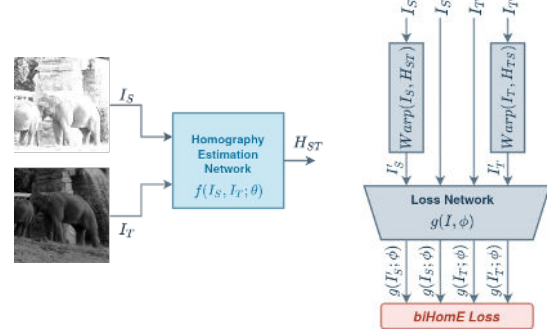 I_S
I_T
Homography
Estimation
Network
f(I_S, I_T; θ)
H_ST
I_S
I_S
I_T
I_T
Warp(I_S, H_ST)
Warp(I_T, H_TS)
I'_S
I'_T
Loss Network
g(I, ϕ)
g(I'_S; ϕ)
g(I_S; ϕ)
g(I_T; ϕ)
g(I'_T; ϕ)
biHomE Loss